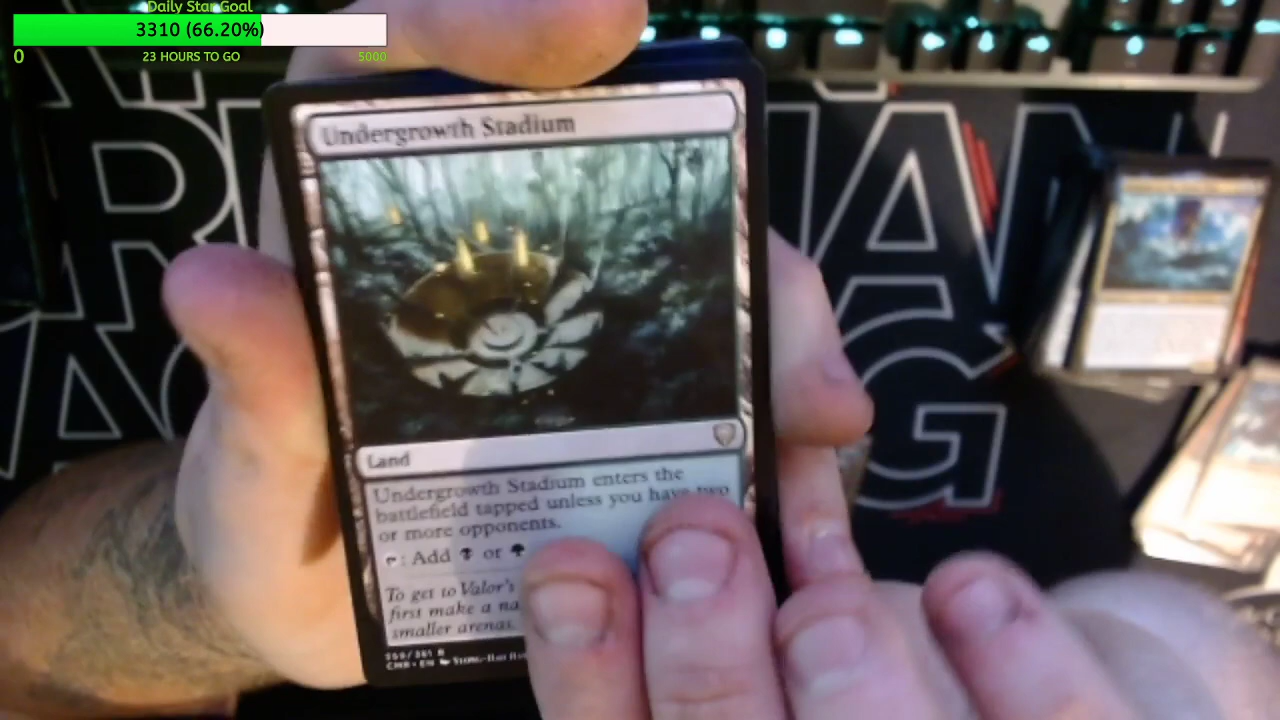 Daily Star Goal
3310 (66.20%)
0
23 HOURS TO GO
5000
Undergrowth Stadium
Land
Undergrowth Stadium enters the
battlefield tapped unless you have two
or more opponents.
: Add or
To get to Valor's
first make a na
smaller arenas.
359/361 R
CMR • EN